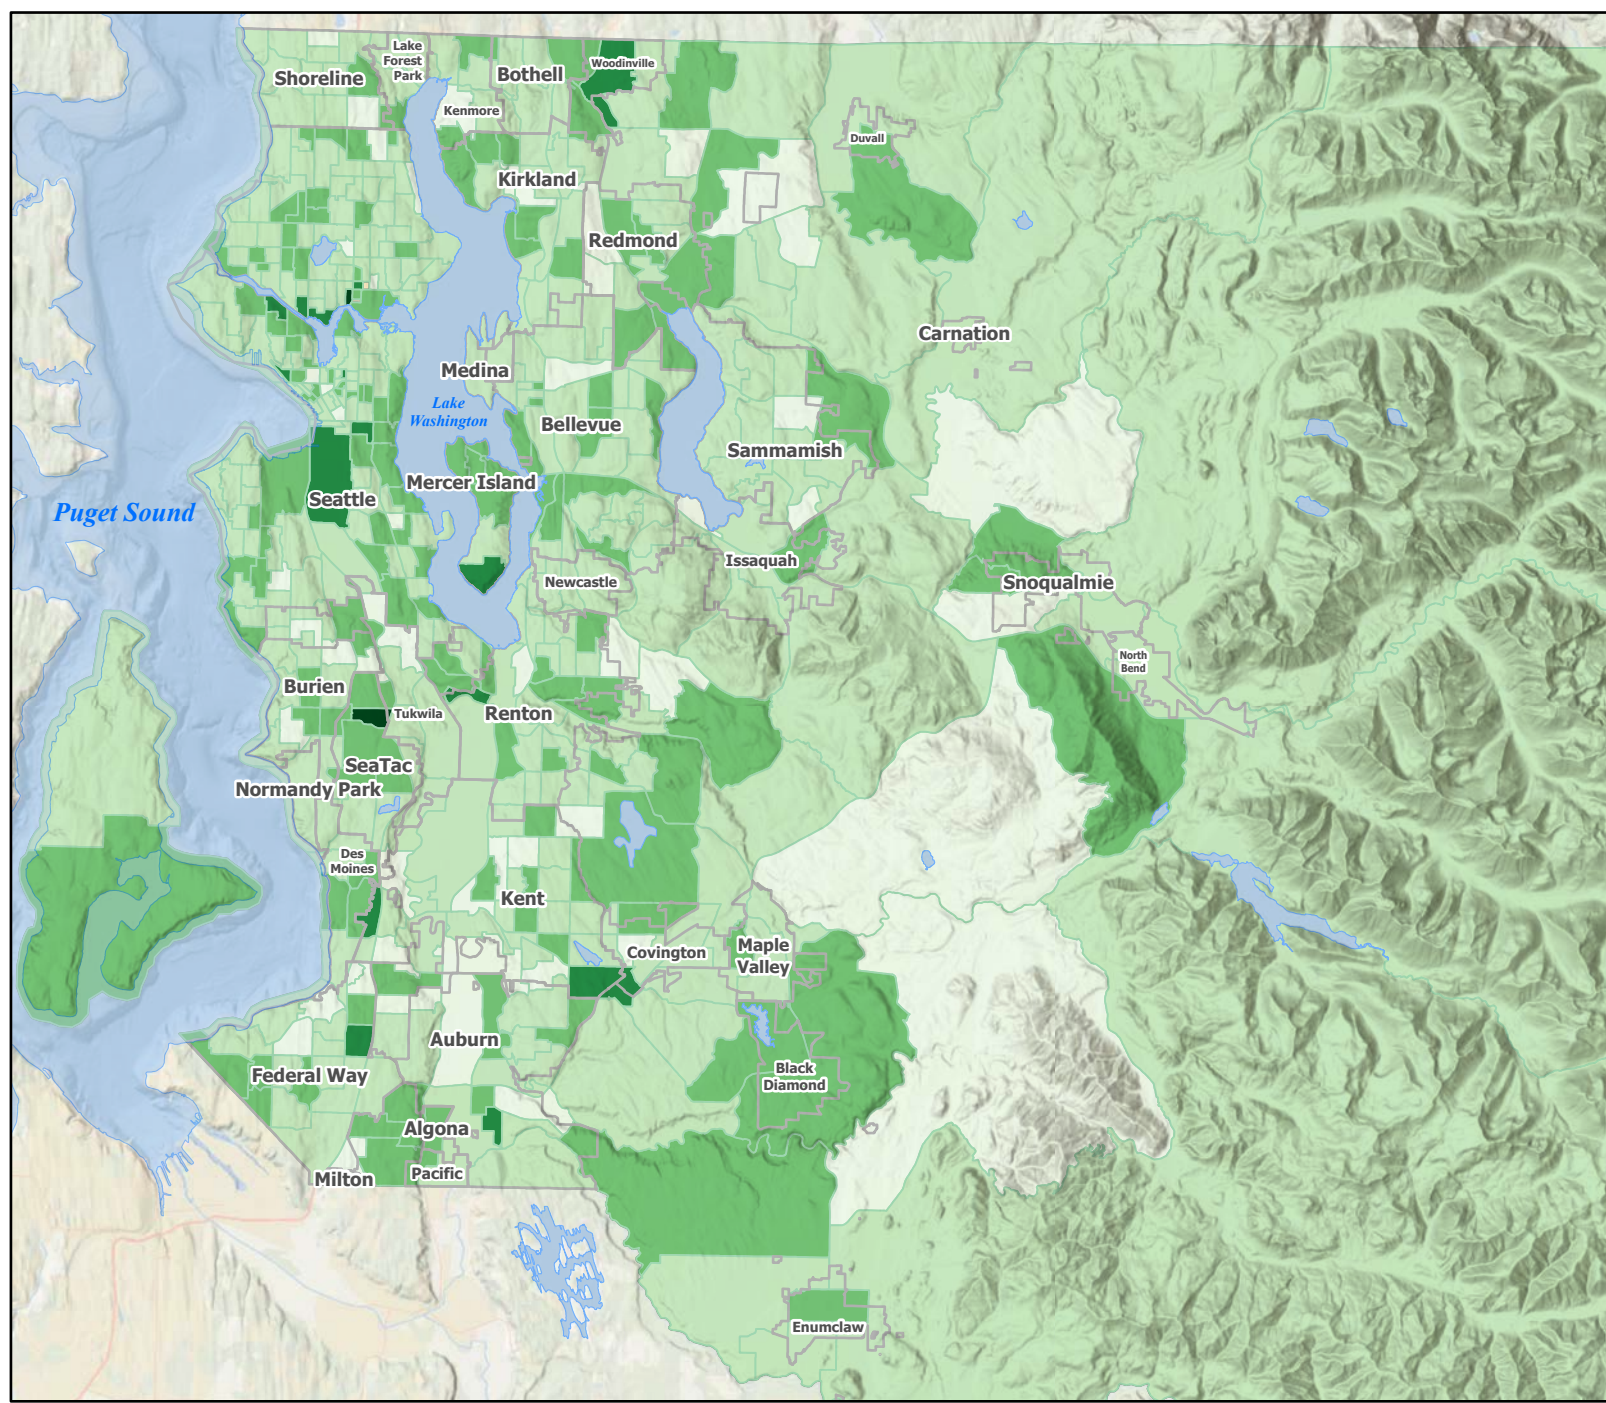 Lake
Forest
Park
Shoreline
Bothell
Woodinville
Kenmore
Duvall
Kirkland
Redmond
Carnation
Medina
Lake
Washington
Bellevue
Sammamish
Mercer Island
Seattle
Puget Sound
Issaquah
Newcastle
Snoqualmie
North
Bend
Burien
Tukwila
Renton
SeaTac
Normandy Park
Des
Moines
Kent
Covington
Maple
Valley
Auburn
Federal Way
Black
Diamond
Algona
Milton
Pacific
Enumclaw